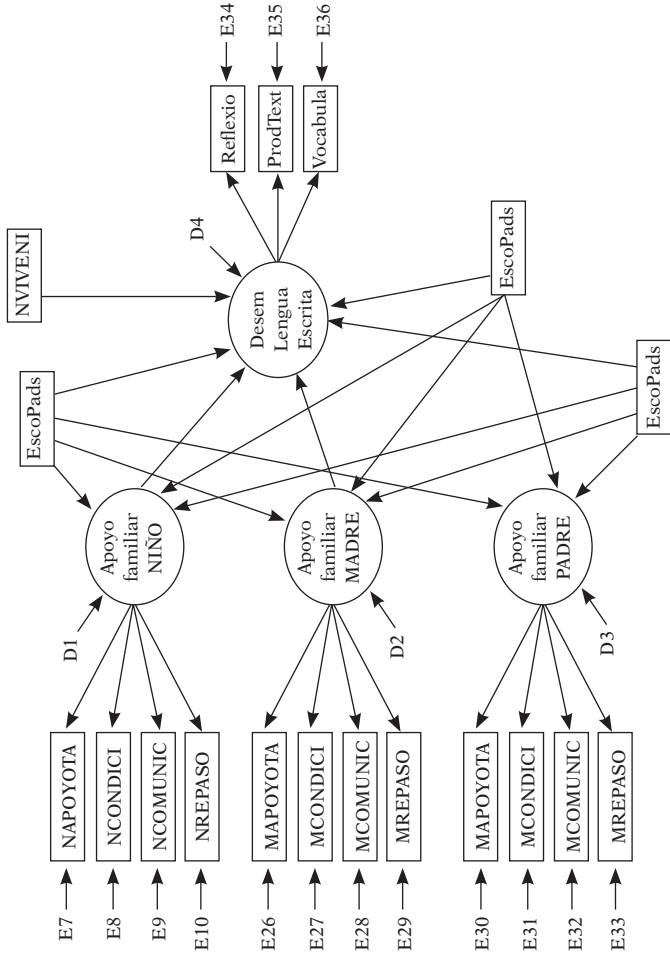 E7
NAPOYOTA
E8
NCONDICI
E9
NCOMUNIC
E10
NREPASO
D1
Apoyo
familiar
NIÑO
E26
MAPOYOTA
E27
MCONDICI
E28
MCOMUNIC
E29
MREPASO
D2
Apoyo
familiar
MADRE
E30
MAPOYOTA
E31
MCONDICI
E32
MCOMUNIC
E33
MREPASO
D3
Apoyo
familiar
PADRE
EscoPads
NVIVENI
D4
Desem
Lengua
Escrita
EscoPads
EscoPads
Reflexio
E34
ProdText
E35
Vocabula
E36